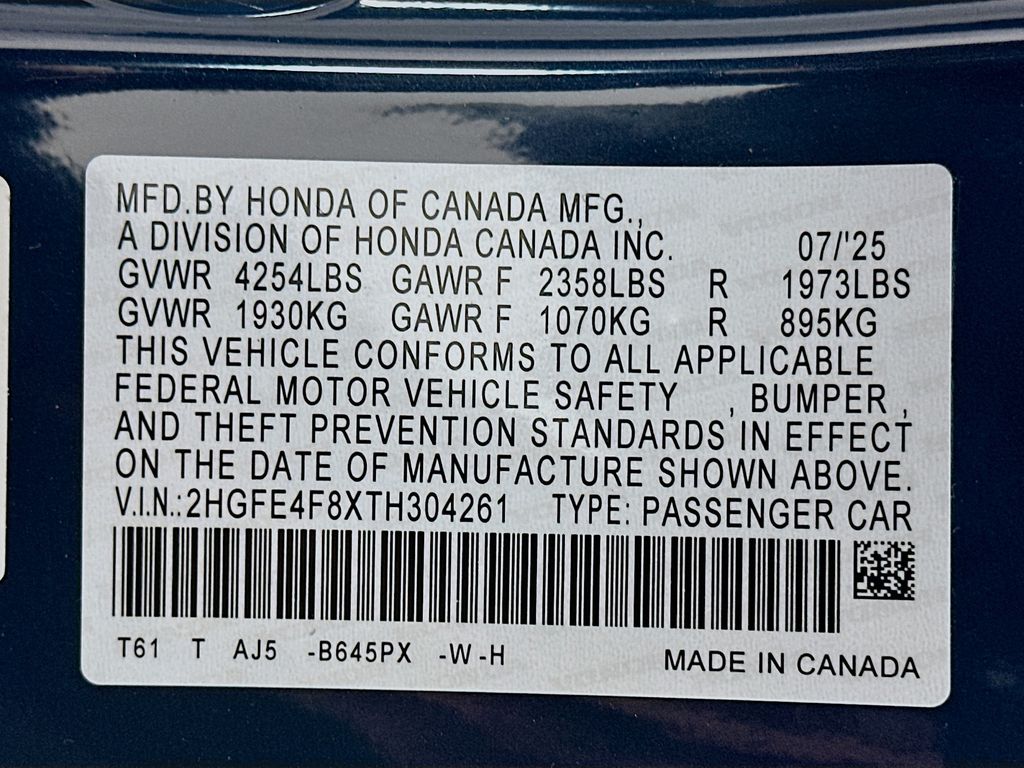 MFD.BY HONDA OF CANADA MFG.,
A DIVISION OF HONDA CANADA INC. 07/'25
GVWR 4254LBS GAWR F 2358LBS R 1973LBS
GVWR 1930KG GAWR F 1070KG R 895KG
THIS VEHICLE CONFORMS TO ALL APPLICABLE
FEDERAL MOTOR VEHICLE SAFETY , BUMPER ,
AND THEFT PREVENTION STANDARDS IN EFFECT
ON THE DATE OF MANUFACTURE SHOWN ABOVE.
V.I.N.:2HGFE4F8XTH304261 TYPE: PASSENGER CAR
T61 T AJ5 -B645PX -W-H
MADE IN CANADA